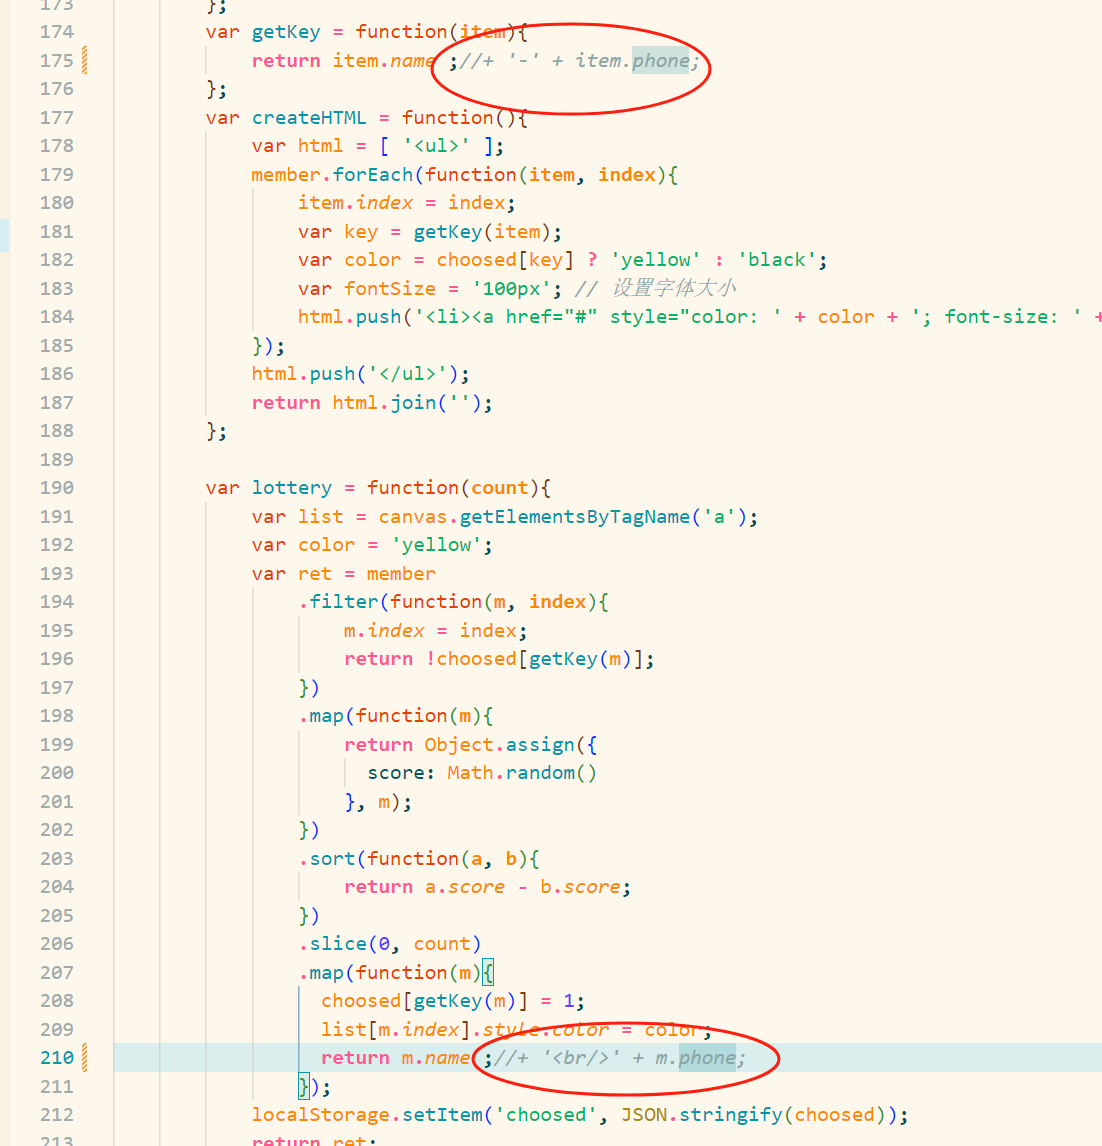 173 };
174 var getKey = function(item){
175 return item.name ;//+ '-' + item.phone;
176 };
177 var createHTML = function(){
178 var html = [ '<ul>' ];
179 member.forEach(function(item, index){
180 item.index = index;
181 var key = getKey(item);
182 var color = choosed[key] ? 'yellow' : 'black';
183 var fontSize = '100px'; // 设置字体大小
184 html.push('<li><a href="#" style="color: ' + color + '; font-size: ' +
185 });
186 html.push('</ul>');
187 return html.join('');
188 };
189
190 var lottery = function(count){
191 var list = canvas.getElementsByTagName('a');
192 var color = 'yellow';
193 var ret = member
194 .filter(function(m, index){
195 m.index = index;
196 return !choosed[getKey(m)];
197 })
198 .map(function(m){
199 return Object.assign({
200 score: Math.random()
201 }, m);
202 })
203 .sort(function(a, b){
204 return a.score - b.score;
205 })
206 .slice(0, count)
207 .map(function(m){
208 choosed[getKey(m)] = 1;
209 list[m.index].style.color = color;
210 return m.name ;//+ '<br/>' + m.phone;
211 });
212 localStorage.setItem('choosed', JSON.stringify(choosed));
213 return ret;